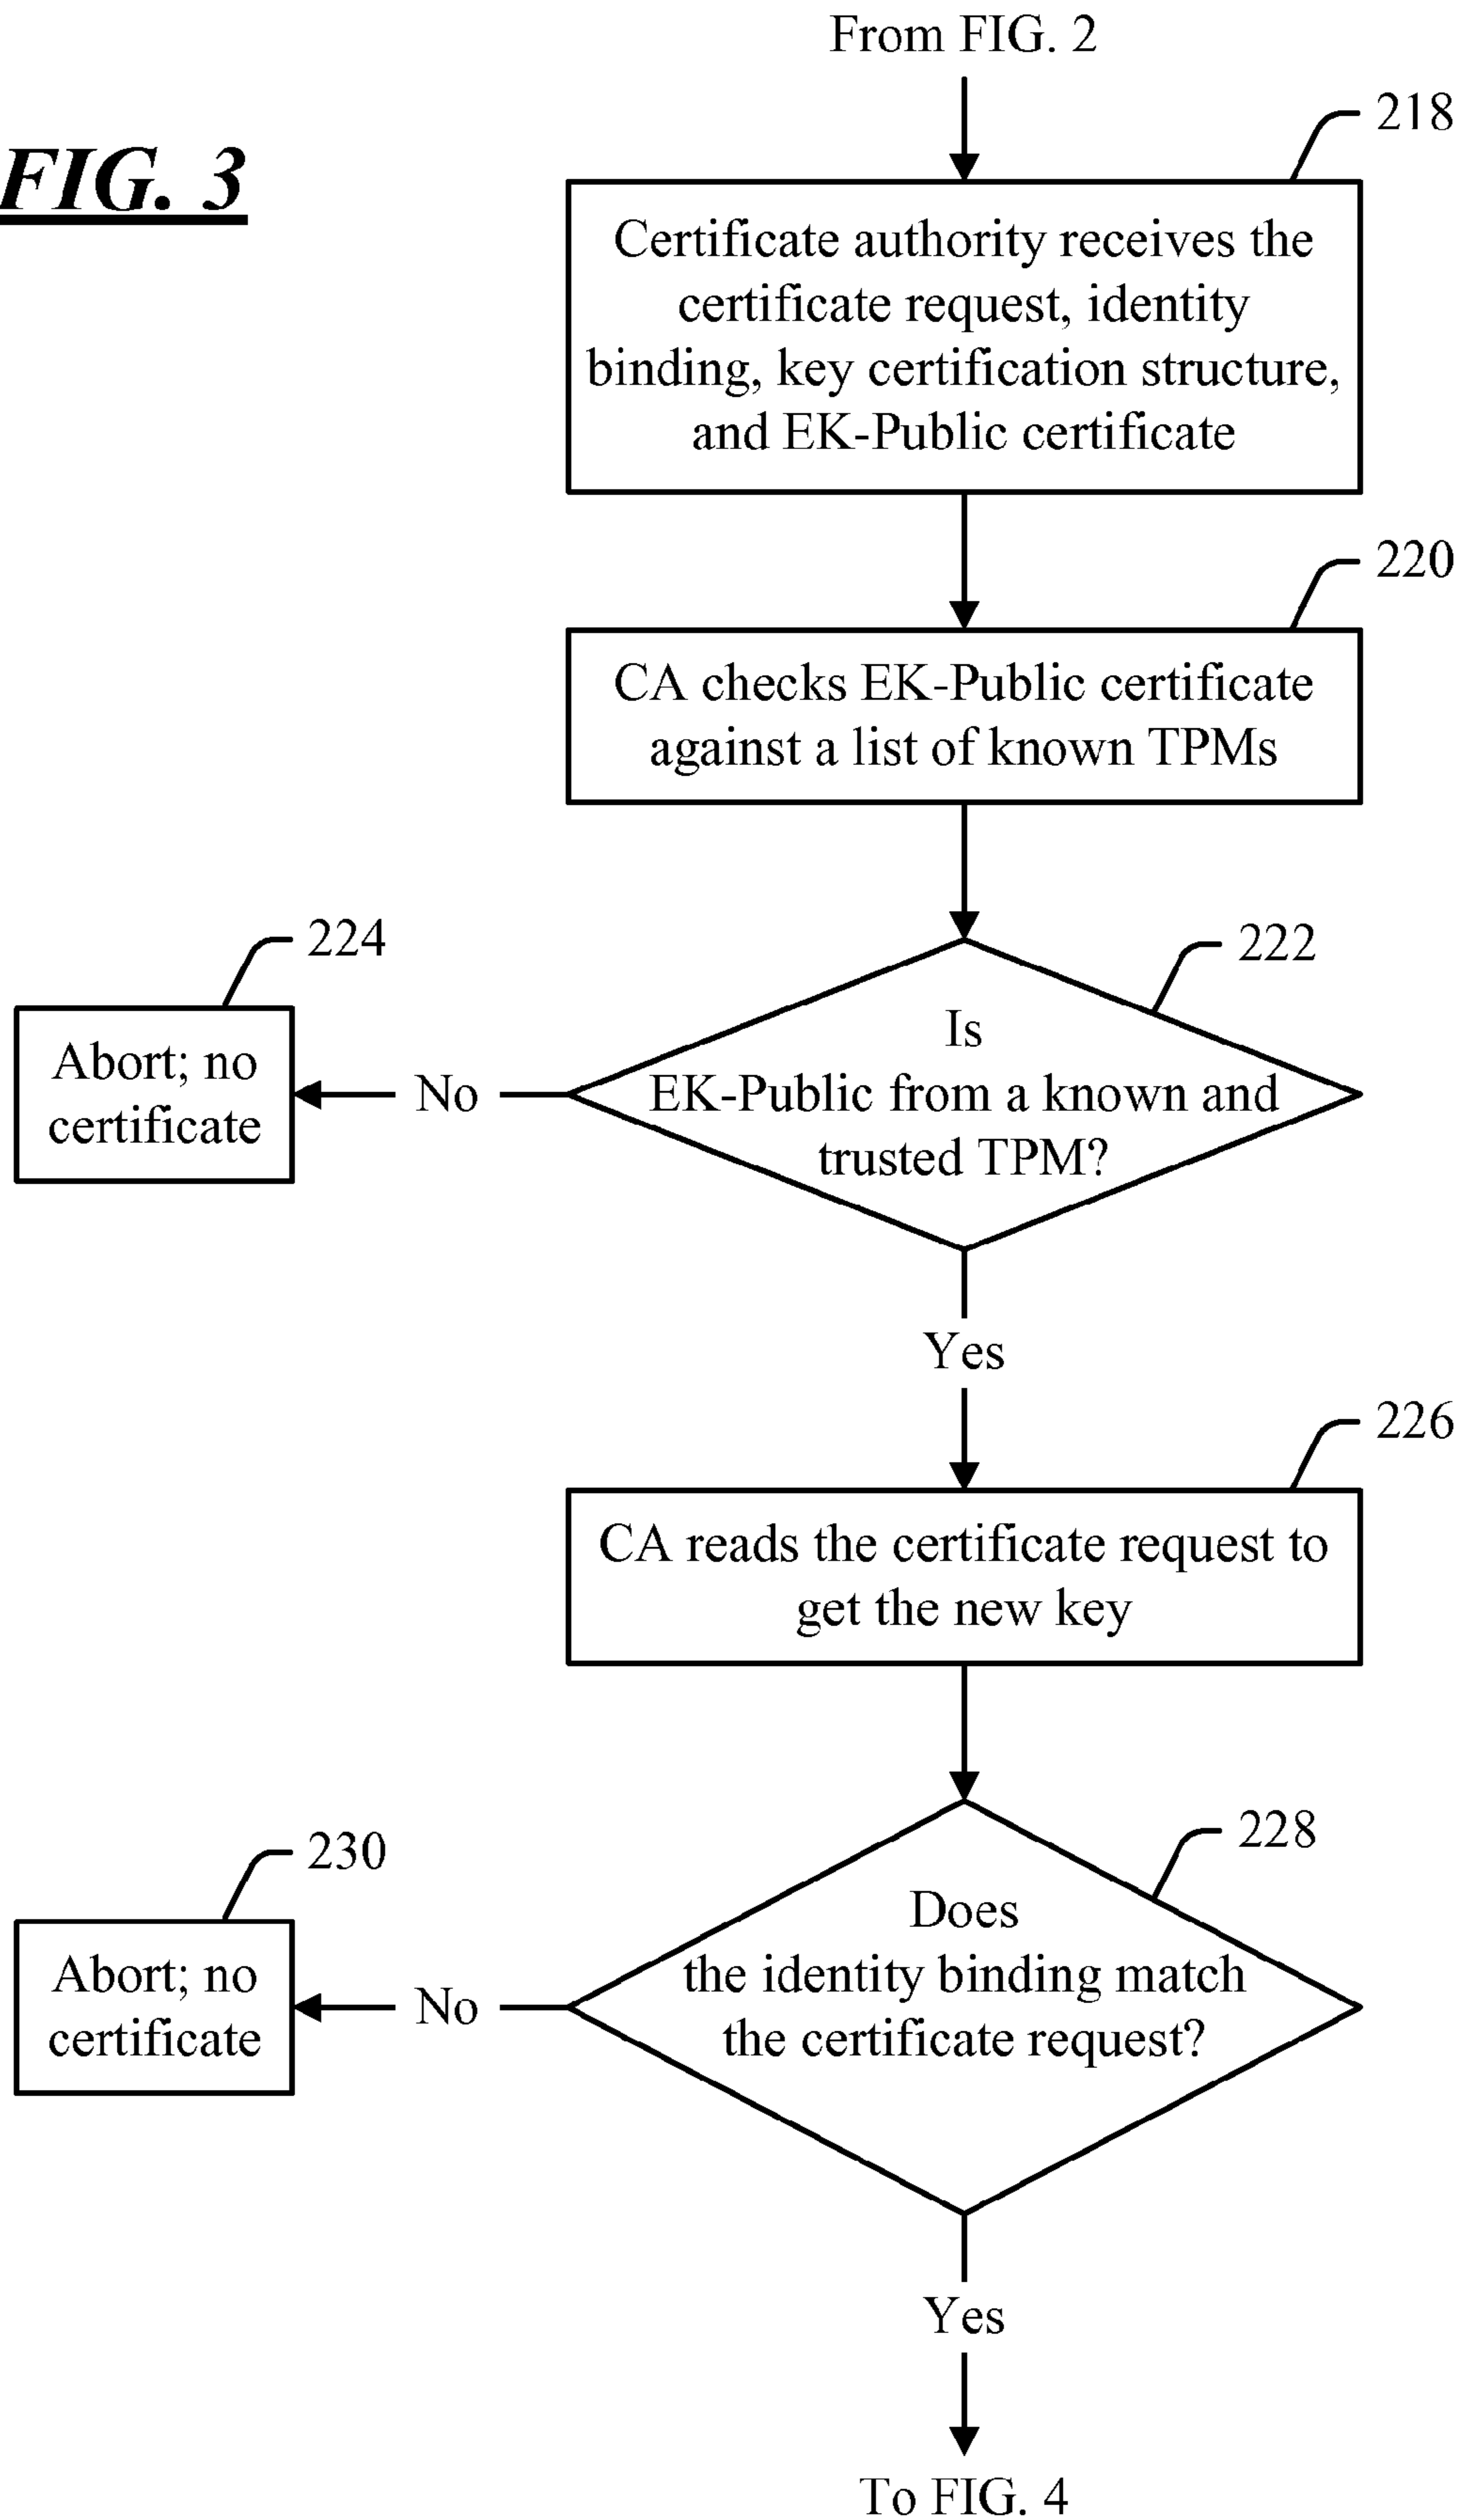 From FIG. 2
FIG. 3
218
Certificate authority receives the
certificate request, identity
binding, key certification structure,
and EK-Public certificate
220
CA checks EK-Public certificate
against a list of known TPMs
222
Is
EK-Public from a known and
trusted TPM?
224
No
Abort; no
certificate
Yes
226
CA reads the certificate request to
get the new key
228
Does
the identity binding match
the certificate request?
230
No
Abort; no
certificate
Yes
To FIG. 4